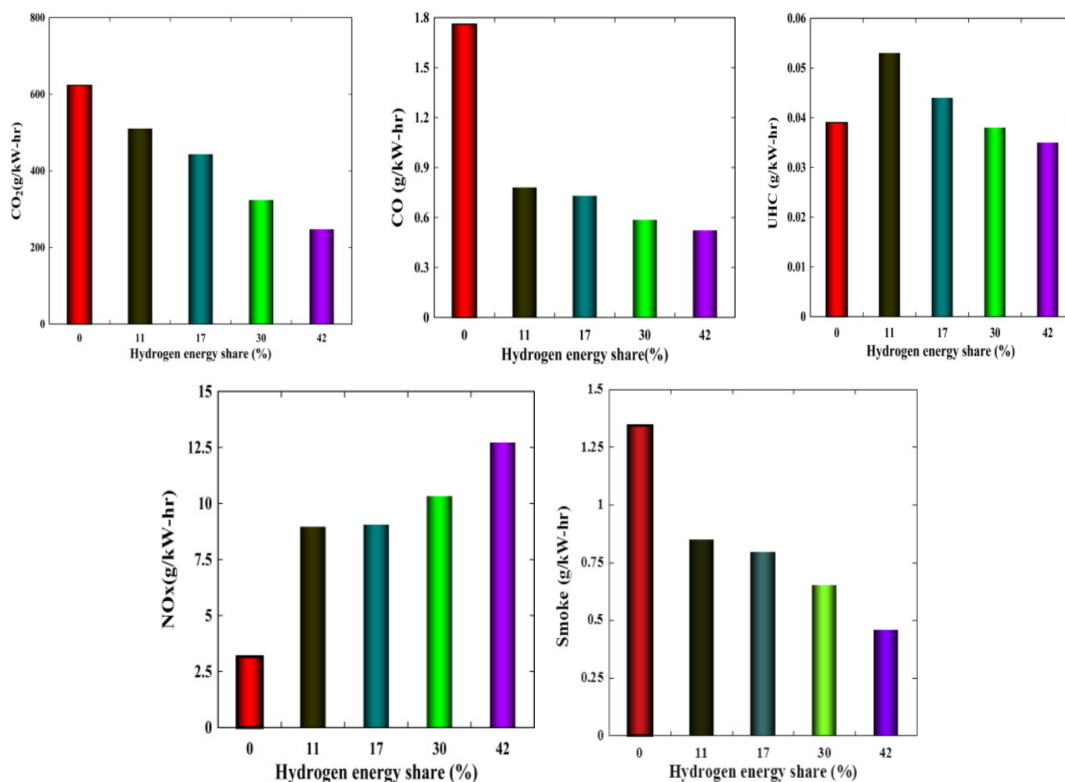 CO₂(g/kW-hr)
800
600
400
200
0
0 11 17 30 42
Hydrogen energy share (%)
CO (g/kW-hr)
1.8
1.5
1.2
0.9
0.6
0.3
0
0 11 17 30 42
Hydrogen energy share(%)
UHC (g/kW-hr)
0.06
0.05
0.04
0.03
0.02
0.01
0
0 11 17 30 42
Hydrogen energy share (%)
NOx(g/kW-hr)
15
12.5
10
7.5
5
2.5
0
0 11 17 30 42
Hydrogen energy share (%)
Smoke (g/kW-hr)
1.5
1.25
1
0.75
0.5
0.25
0
0 11 17 30 42
Hydrogen energy share (%)